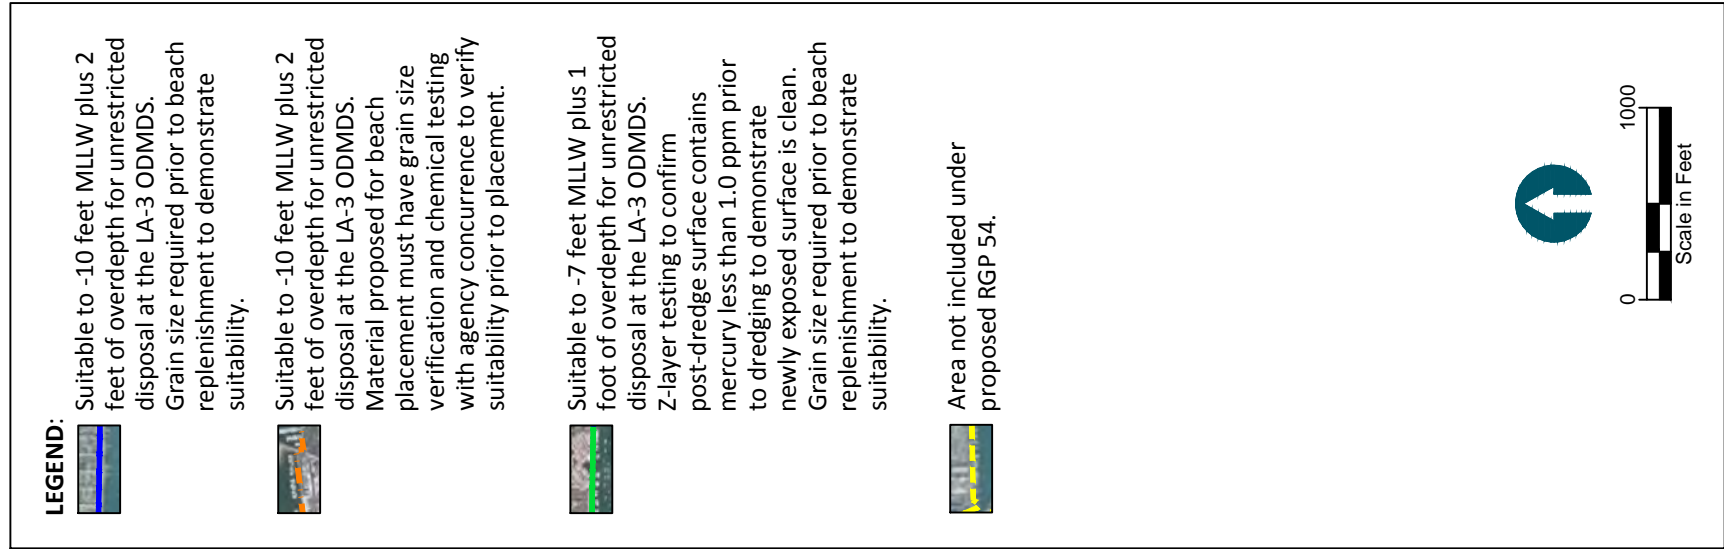 LEGEND:
Suitable to -10 feet MLLW plus 2
feet of overdepth for unrestricted
disposal at the LA-3 ODMDS.
Grain size required prior to beach
replenishment to demonstrate
suitability.
Suitable to -10 feet MLLW plus 2
feet of overdepth for unrestricted
disposal at the LA-3 ODMDS.
Material proposed for beach
placement must have grain size
verification and chemical testing
with agency concurrence to verify
suitability prior to placement.
Suitable to -7 feet MLLW plus 1
foot of overdepth for unrestricted
disposal at the LA-3 ODMDS.
Z-layer testing to confirm
post-dredge surface contains
mercury less than 1.0 ppm prior
to dredging to demonstrate
newly exposed surface is clean.
Grain size required prior to beach
replenishment to demonstrate
suitability.
Area not included under
proposed RGP 54.
0 1000
Scale in Feet